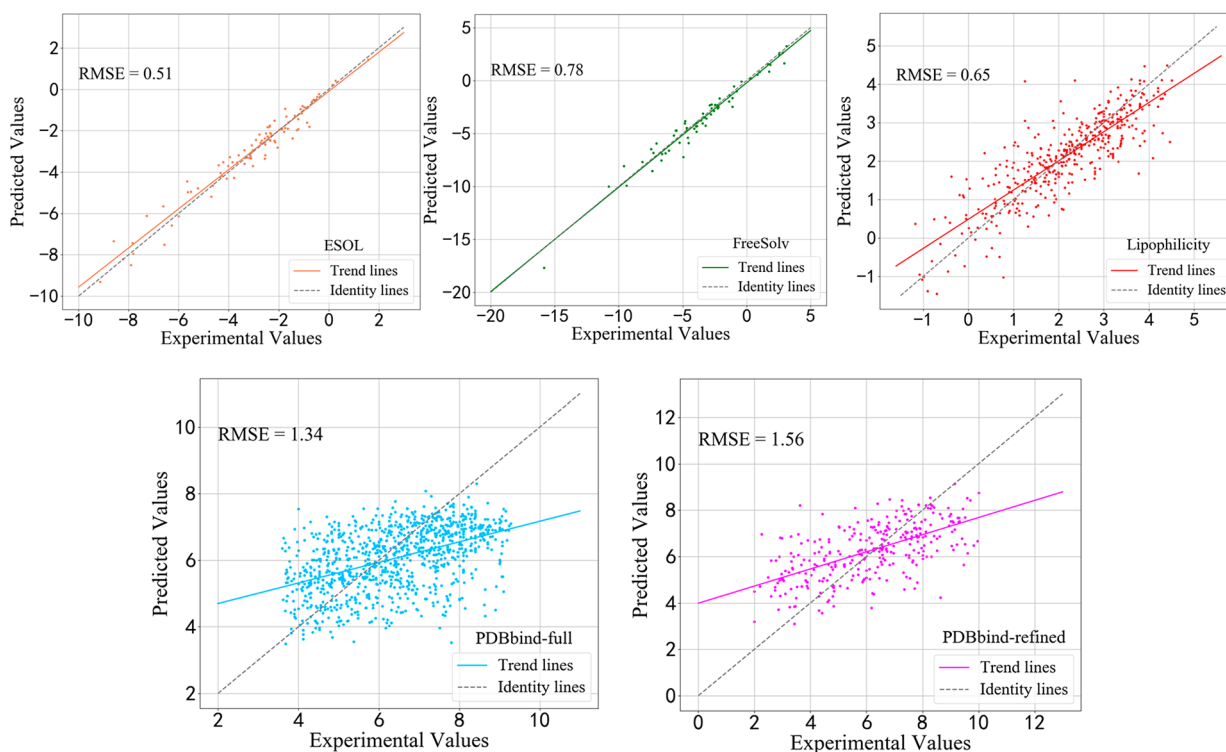 RMSE = 0.51
Predicted Values
2
0
−2
−4
−6
−8
−10
ESOL
Trend lines
Identity lines
−10 −8 −6 −4 −2 0 2
Experimental Values
RMSE = 0.78
Predicted Values
5
0
−5
−10
−15
−20
FreeSolv
Trend lines
Identity lines
−20 −15 −10 −5 0 5
Experimental Values
RMSE = 0.65
Predicted Values
5
4
3
2
1
0
−1
Lipophilicity
Trend lines
Identity lines
−1 0 1 2 3 4 5
Experimental Values
RMSE = 1.34
Predicted Values
10
8
6
4
2
PDBbind-full
Trend lines
Identity lines
2 4 6 8 10
Experimental Values
RMSE = 1.56
Predicted Values
12
10
8
6
4
2
0
PDBbind-refined
Trend lines
Identity lines
0 2 4 6 8 10 12
Experimental Values